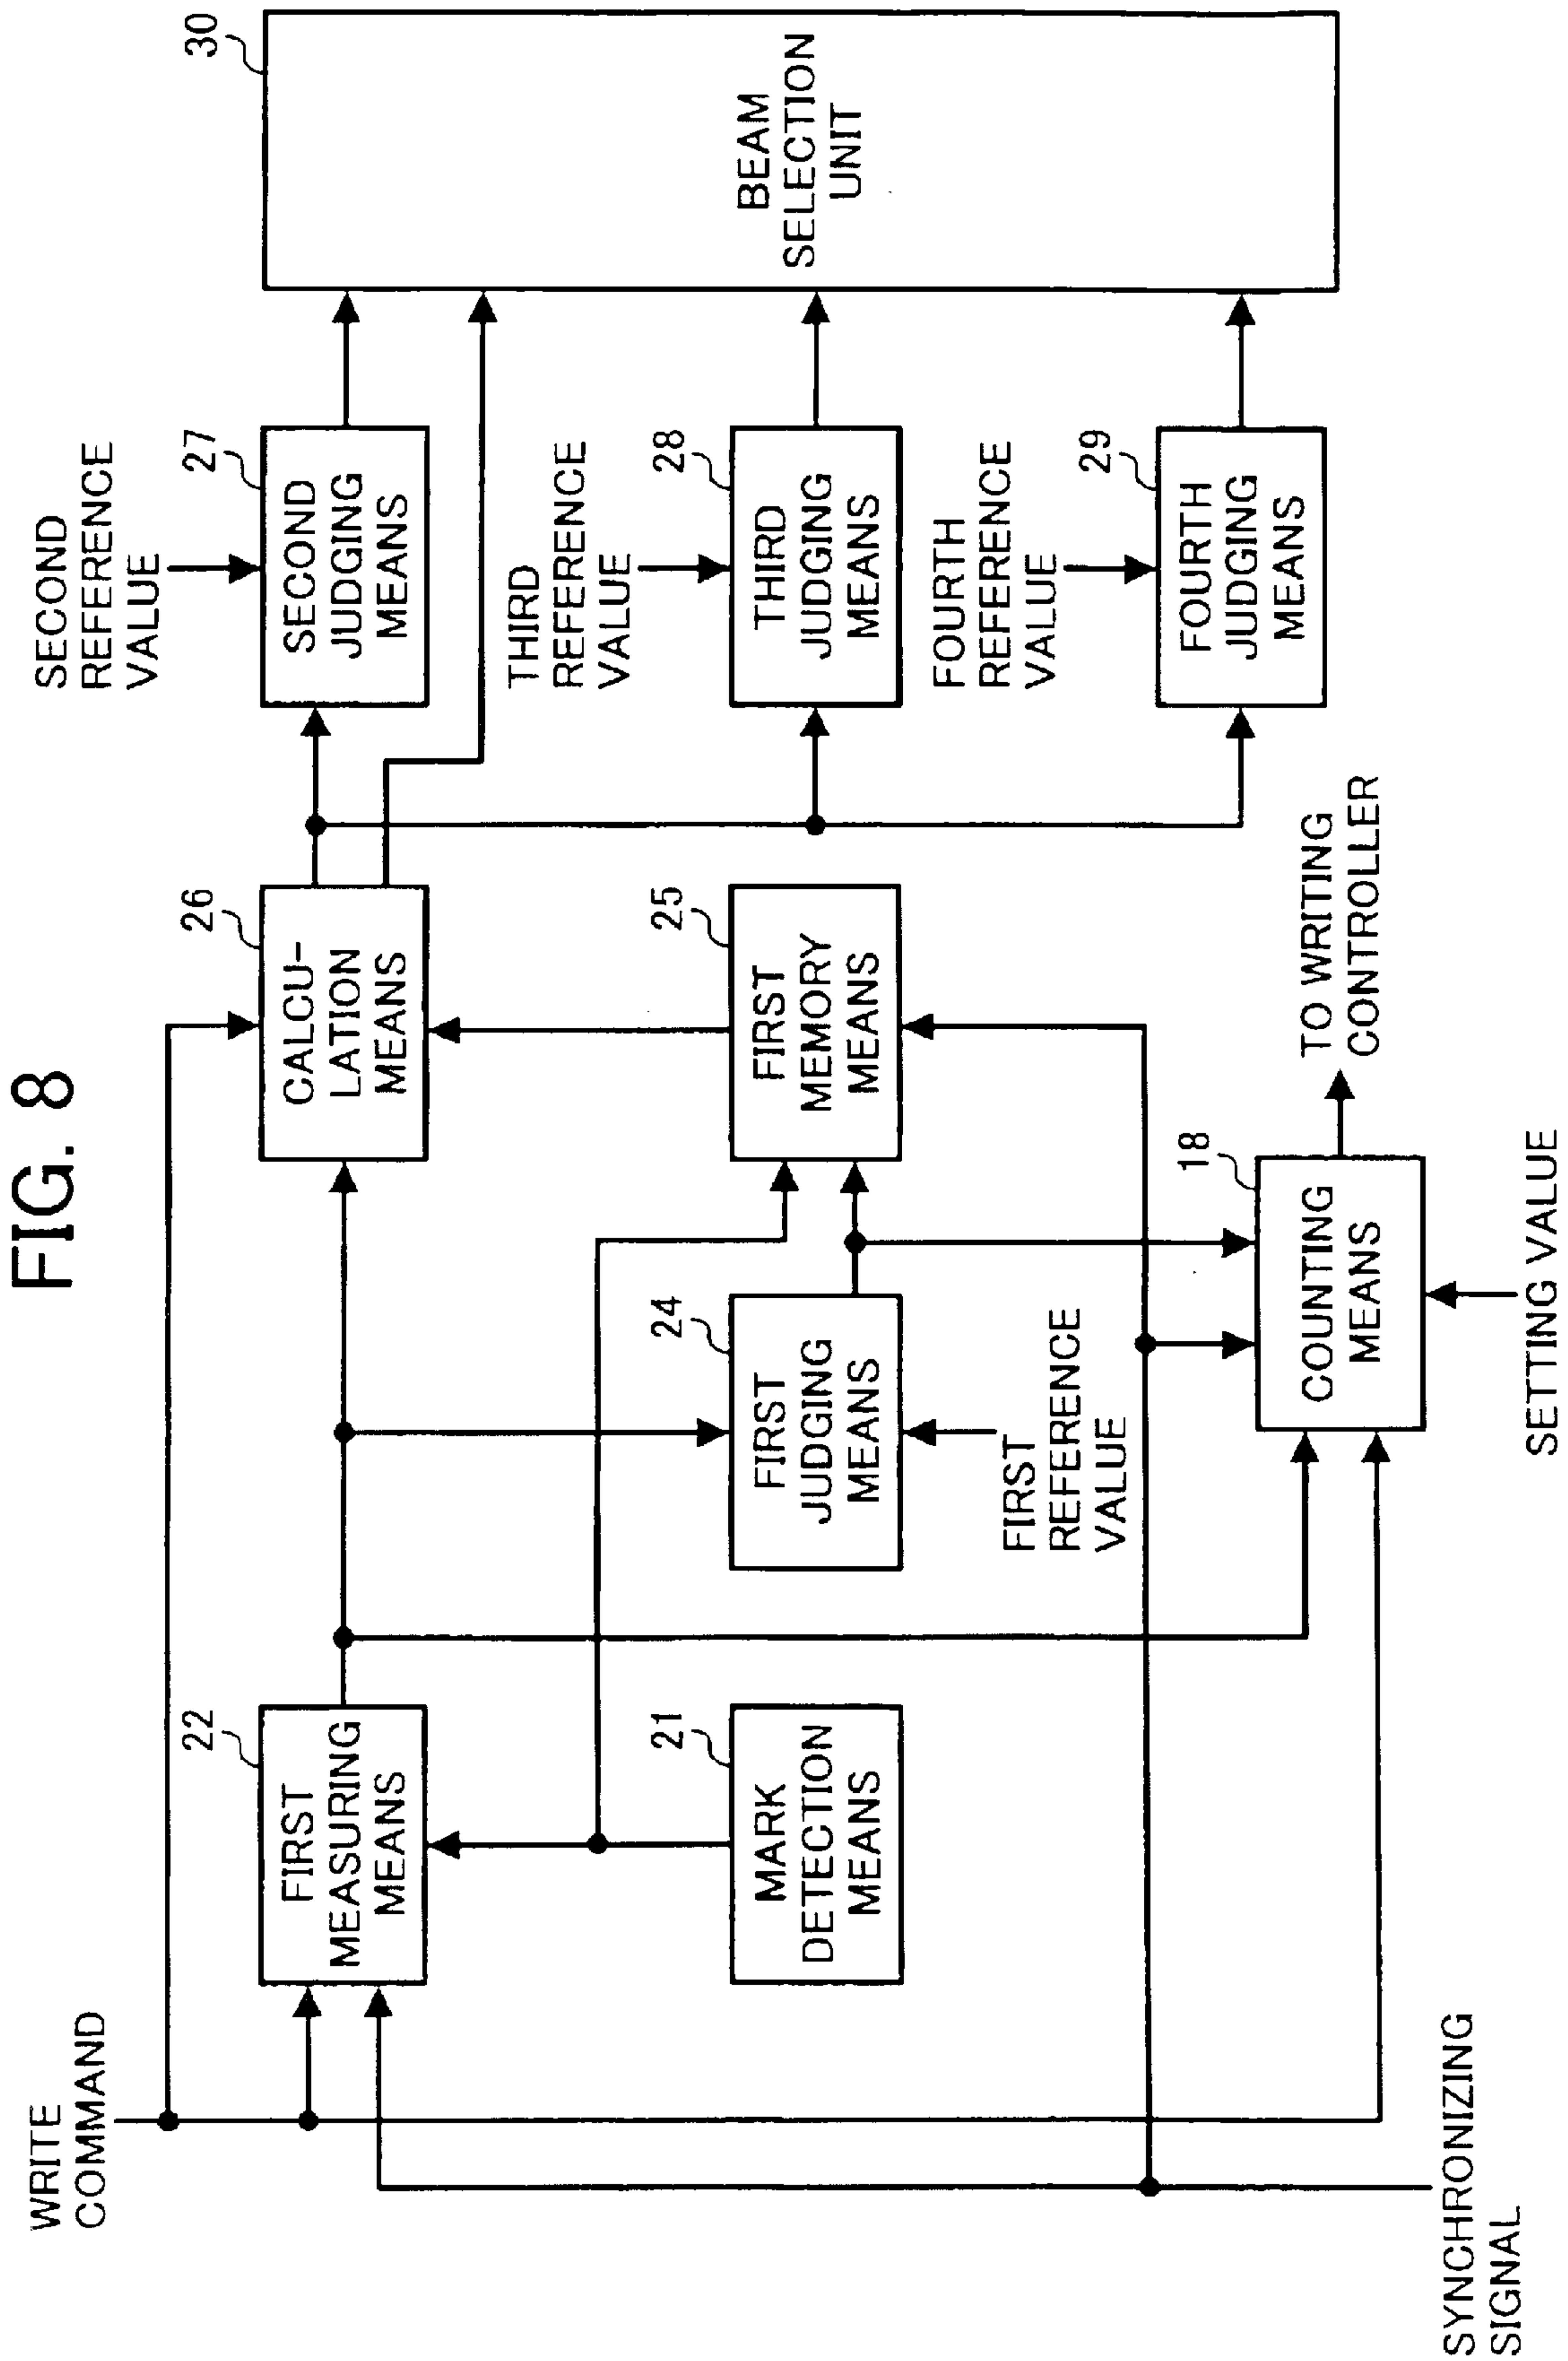 FIG. 8
WRITE
COMMAND
22
FIRST
MEASURING
MEANS
26
CALCU-
LATION
MEANS
SECOND
REFERENCE
VALUE
27
SECOND
JUDGING
MEANS
30
BEAM
SELECTION
UNIT
21
MARK
DETECTION
MEANS
24
FIRST
JUDGING
MEANS
FIRST
REFERENCE
VALUE
25
FIRST
MEMORY
MEANS
THIRD
REFERENCE
VALUE
28
THIRD
JUDGING
MEANS
FOURTH
REFERENCE
VALUE
29
FOURTH
JUDGING
MEANS
18
COUNTING
MEANS
TO WRITING
CONTROLLER
SYNCHRONIZING
SIGNAL
SETTING VALUE